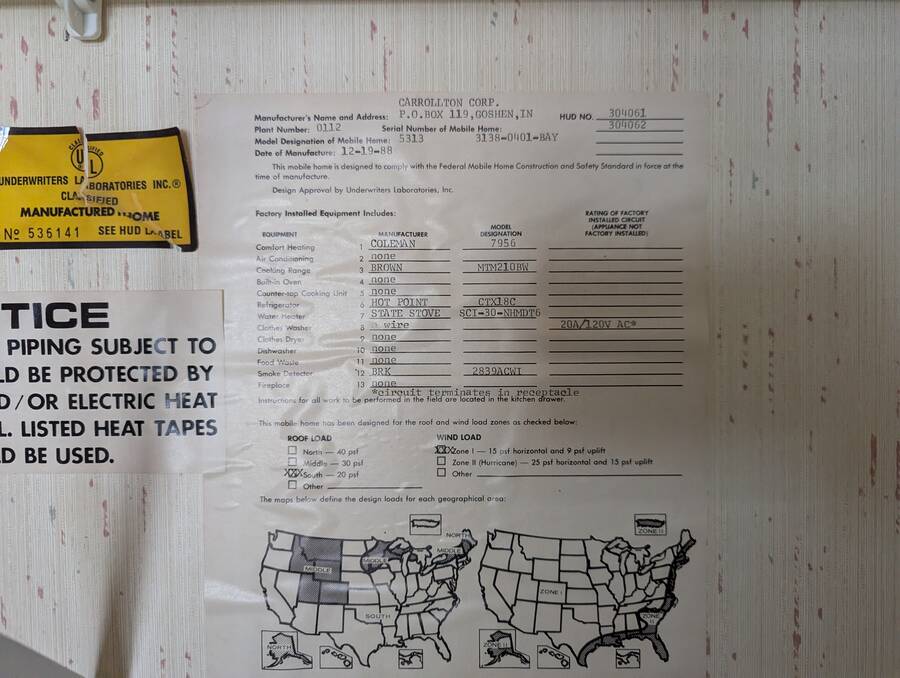 CARROLLTON CORP.
Manufacturer's Name and Address: P.O.BOX 119,GOSHEN,IN HUD NO. 304061
Plant Number: 0112 Serial Number of Mobile Home: 304062
Model Designation of Mobile Home: 5313 3138-0401-BAY
Date of Manufacture: 12-19-88
This mobile home is designed to comply with the Federal Mobile Home Construction and Safety Standard in force at the
time of manufacture.
Design Approval by Underwriters Laboratories, Inc.
Factory Installed Equipment Includes:
RATING OF FACTORY
INSTALLED CIRCUIT
(APPLIANCE NOT
FACTORY INSTALLED)
EQUIPMENT MANUFACTURER MODEL DESIGNATION
Comfort Heating 1 COLEMAN 7956
Air Conditioning 2 none
Cooking Range 3 BROWN MTM210BW
Built-in Oven 4 none
Counter-top Cooking Unit 5 none
Refrigerator 6 HOT POINT CTX18C
Water Heater 7 STATE STOVE SCI-30-NHMDT6
Clothes Washer 8 wire 20A/120V AC*
Clothes Dryer 9 none
Dishwasher 10 none
Food Waste 11 none
Smoke Detector 12 BRK 2839ACWI
Fireplace 13 none
*circuit terminates in receptacle
Instructions for all work to be performed in the field are located in the kitchen drawer.
This mobile home has been designed for the roof and wind load zones as checked below:
ROOF LOAD WIND LOAD
North — 40 psf XXX Zone I — 15 psf horizontal and 9 psf uplift
Middle — 30 psf Zone II (Hurricane) — 25 psf horizontal and 15 psf uplift
XXX South — 20 psf Other
Other
The maps below define the design loads for each geographical area:
NORTH
MIDDLE
MIDDLE
MIDDLE
SOUTH
NORTH
ZONE II
ZONE I
ZONE
ZONE II
CLASSIFIED
UL
UNDERWRITERS LABORATORIES INC.®
CLASSIFIED
MANUFACTURED HOME
No 536141 SEE HUD LABEL
TICE
PIPING SUBJECT TO
LD BE PROTECTED BY
D/OR ELECTRIC HEAT
L. LISTED HEAT TAPES
LD BE USED.